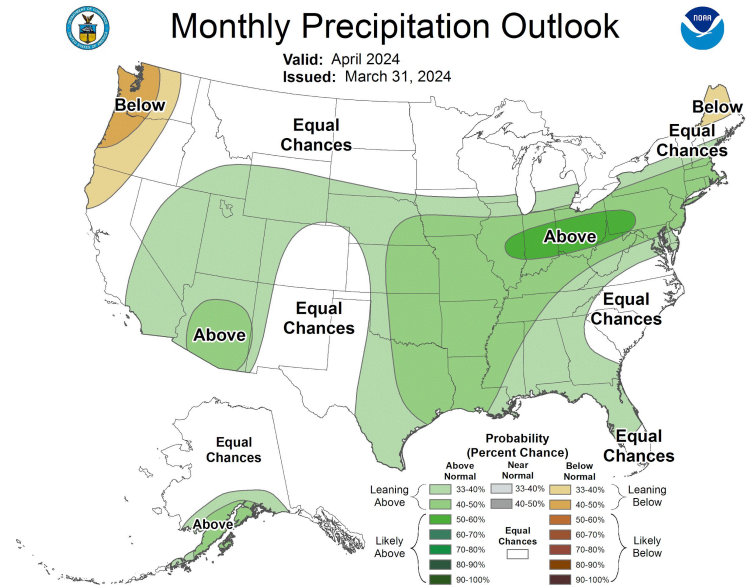 NOAA
Monthly Precipitation Outlook
Valid: April 2024
Issued: March 31, 2024
Below
Below
Equal
Chances
Equal
Chances
Above
Equal
Chances
Equal
Chances
Above
Equal
Chances
Equal
Chances
Above
Probability
(Percent Chance)
Above
Normal
Near
Normal
Below
Normal
Leaning
Above
33-40%
33-40%
33-40%
Leaning
Below
40-50%
40-50%
40-50%
Likely
Above
50-60%
Equal
Chances
50-60%
Likely
Below
60-70%
60-70%
70-80%
70-80%
80-90%
80-90%
90-100%
90-100%